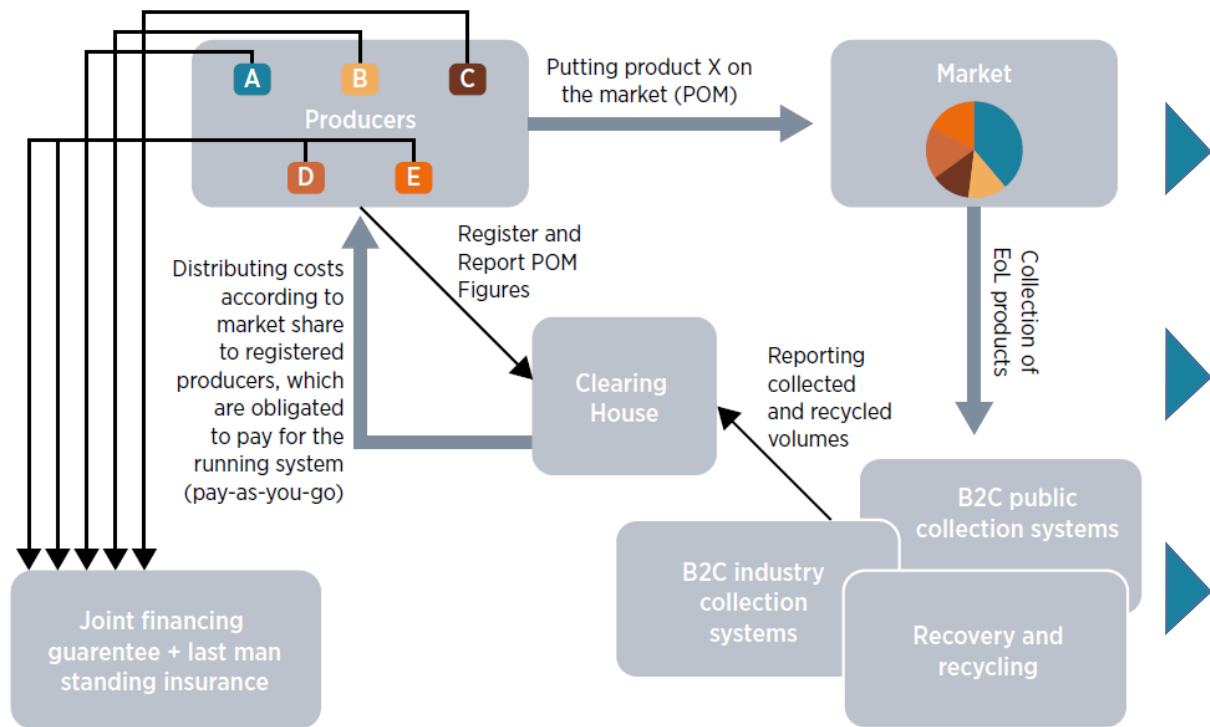 A
B
C
Producers
D
E
Putting product X on
the market (POM)
Market
Collection of
EoL products
Register and
Report POM
Figures
Distributing costs
according to
market share
to registered
producers, which
are obligated
to pay for the
running system
(pay-as-you-go)
Clearing
House
Reporting
collected
and recycled
volumes
B2C public
collection systems
B2C industry
collection
systems
Recovery and
recycling
Joint financing
guarentee + last man
standing insurance